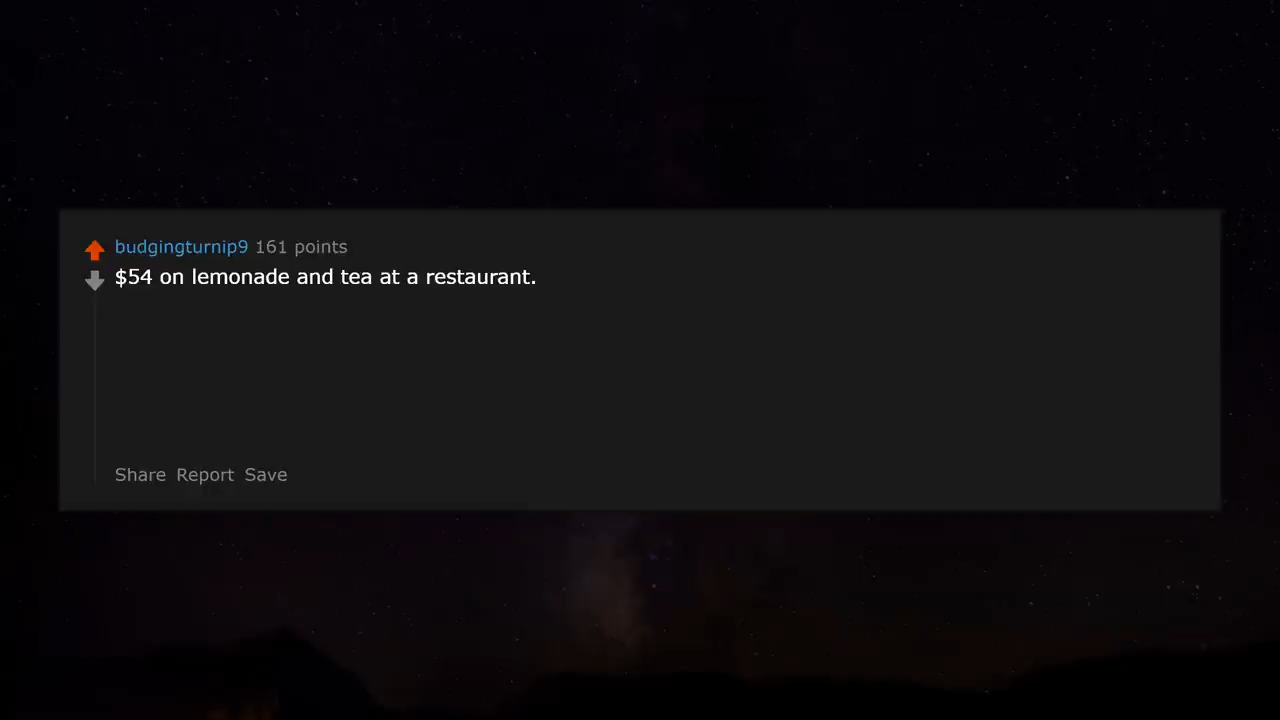 budgingturnip9 161 points
$54 on lemonade and tea at a restaurant.
Share Report Save